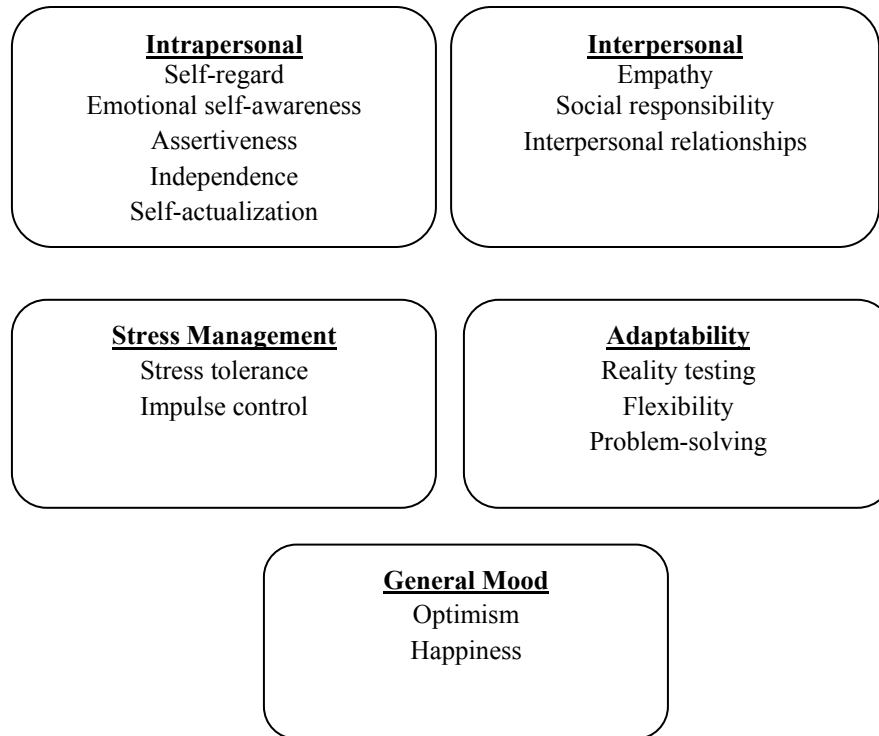 Intrapersonal
Self-regard
Emotional self-awareness
Assertiveness
Independence
Self-actualization
Interpersonal
Empathy
Social responsibility
Interpersonal relationships
Stress Management
Stress tolerance
Impulse control
Adaptability
Reality testing
Flexibility
Problem-solving
General Mood
Optimism
Happiness